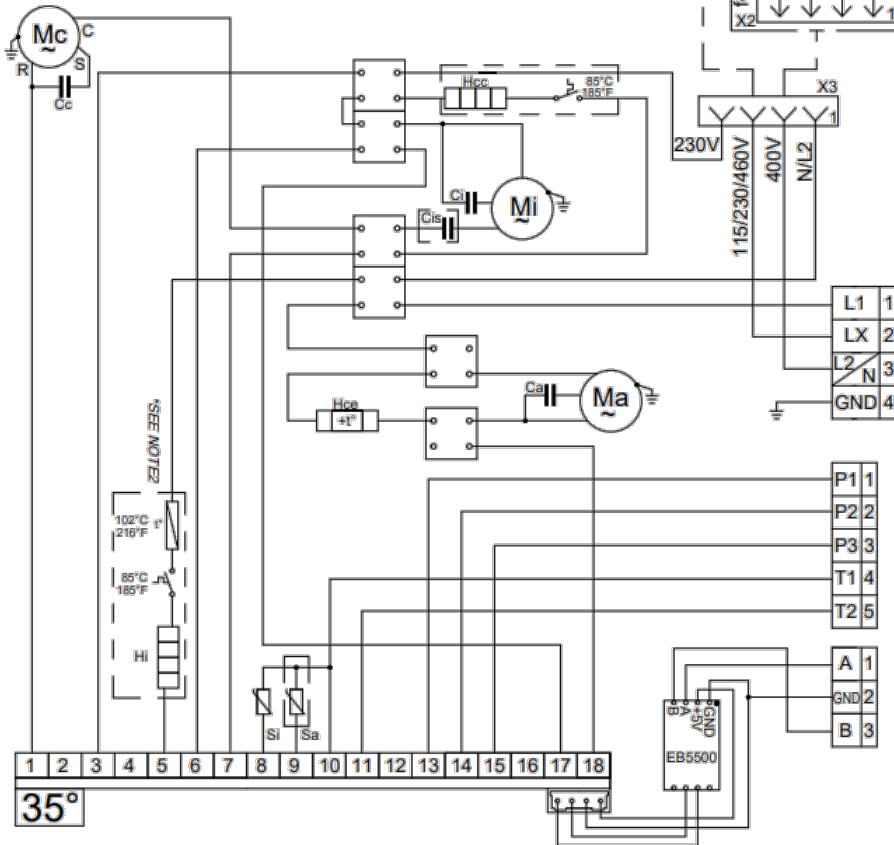 X2
1
Mc
~
C
R
S
Cc
Hcc
85°C
185°F
X3
1
230V
115/230/460V
400V
N/L2
Ci
Mi
~
Cis
L1 1
LX 2
L2/N 3
GND 4
Ca
Ma
~
Hce
+t°
*SEE NOTE2
102°C
216°F
t°
85°C
185°F
Hi
P1 1
P2 2
P3 3
T1 4
T2 5
Si
Sa
A 1
GND 2
B 3
B
A
+5V
GND
EB5500
1 2 3 4 5 6 7 8 9 10 11 12 13 14 15 16 17 18
35°